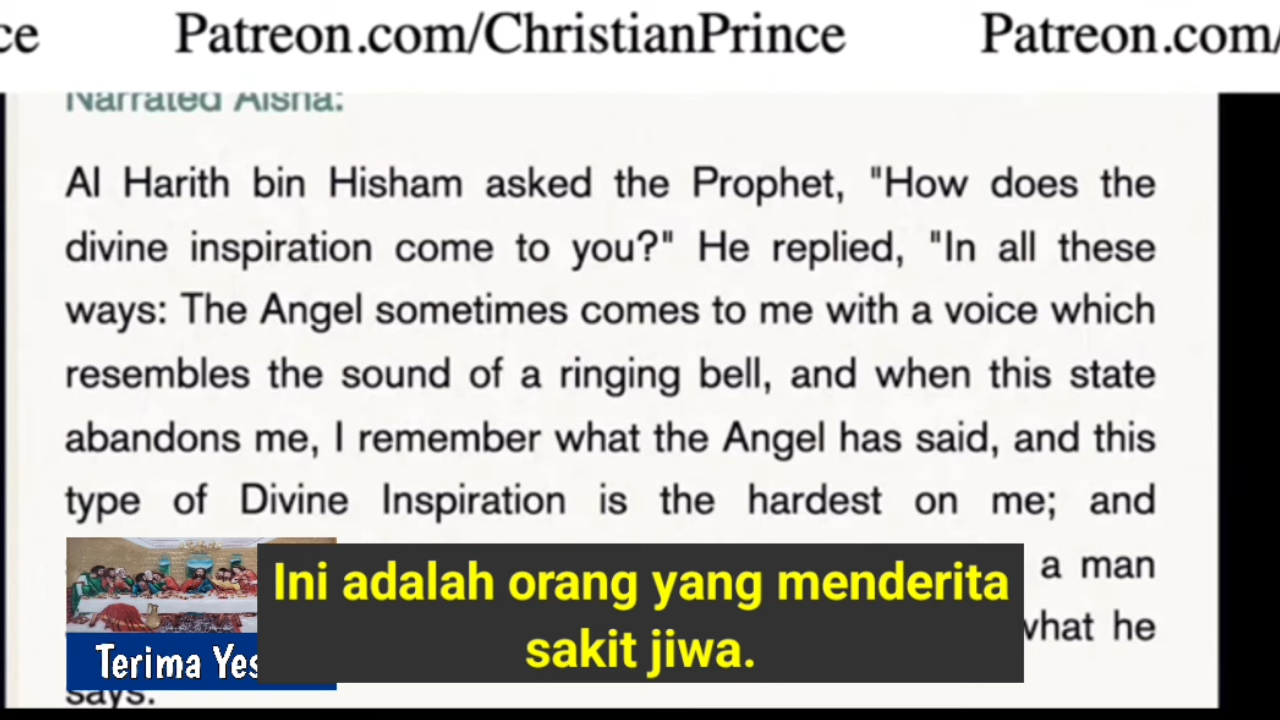 ce Patreon.com/ChristianPrince Patreon.com/
Narrated Aisha:
Al Harith bin Hisham asked the Prophet, "How does the
divine inspiration come to you?" He replied, "In all these
ways: The Angel sometimes comes to me with a voice which
resembles the sound of a ringing bell, and when this state
abandons me, I remember what the Angel has said, and this
type of Divine Inspiration is the hardest on me; and
a man
what he
says.
Ini adalah orang yang menderita
sakit jiwa.
Terima Yes